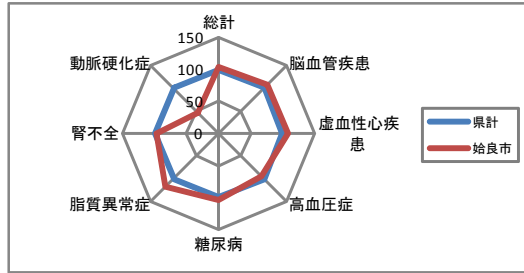 総計
150
100
50
0
動脈硬化症
脳血管疾患
腎不全
虚血性心疾
患
脂質異常症
高血圧症
糖尿病
県計
姶良市